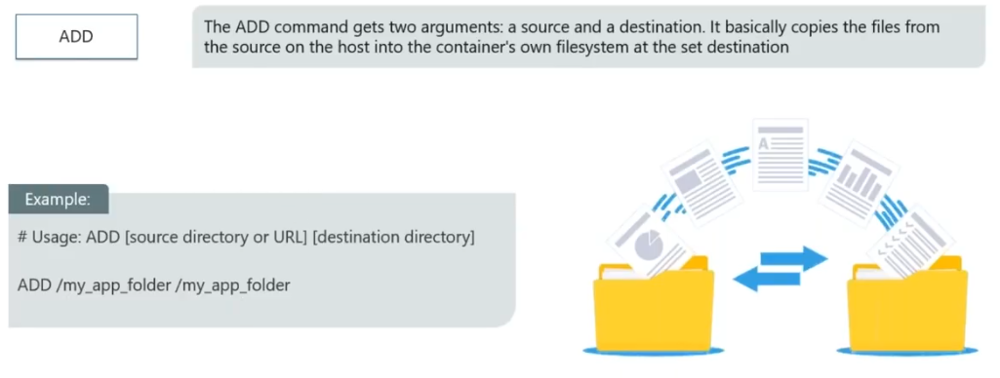 ADD
The ADD command gets two arguments: a source and a destination. It basically copies the files from
the source on the host into the container's own filesystem at the set destination
A
Example:
# Usage: ADD [source directory or URL] [destination directory]
ADD /my_app_folder /my_app_folder